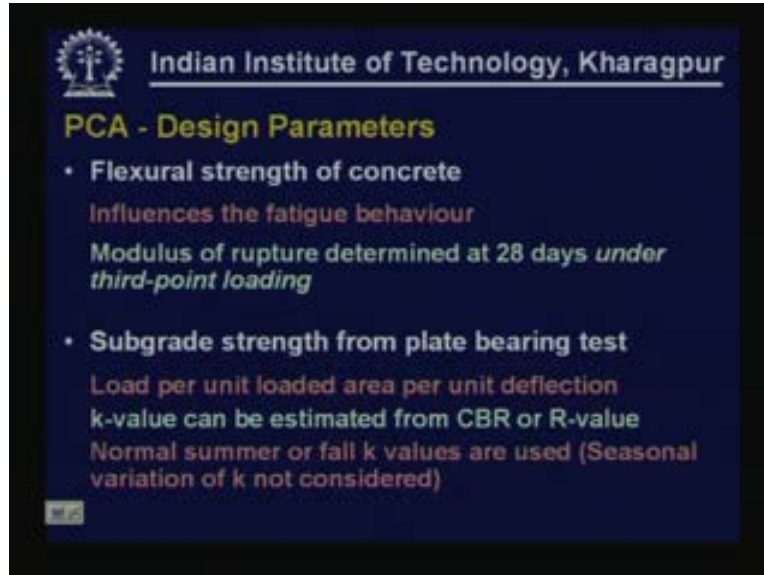 Indian Institute of Technology, Kharagpur
PCA - Design Parameters
• Flexural strength of concrete
Influences the fatigue behaviour
Modulus of rupture determined at 28 days under
third-point loading
• Subgrade strength from plate bearing test
Load per unit loaded area per unit deflection
k-value can be estimated from CBR or R-value
Normal summer or fall k values are used (Seasonal
variation of k not considered)